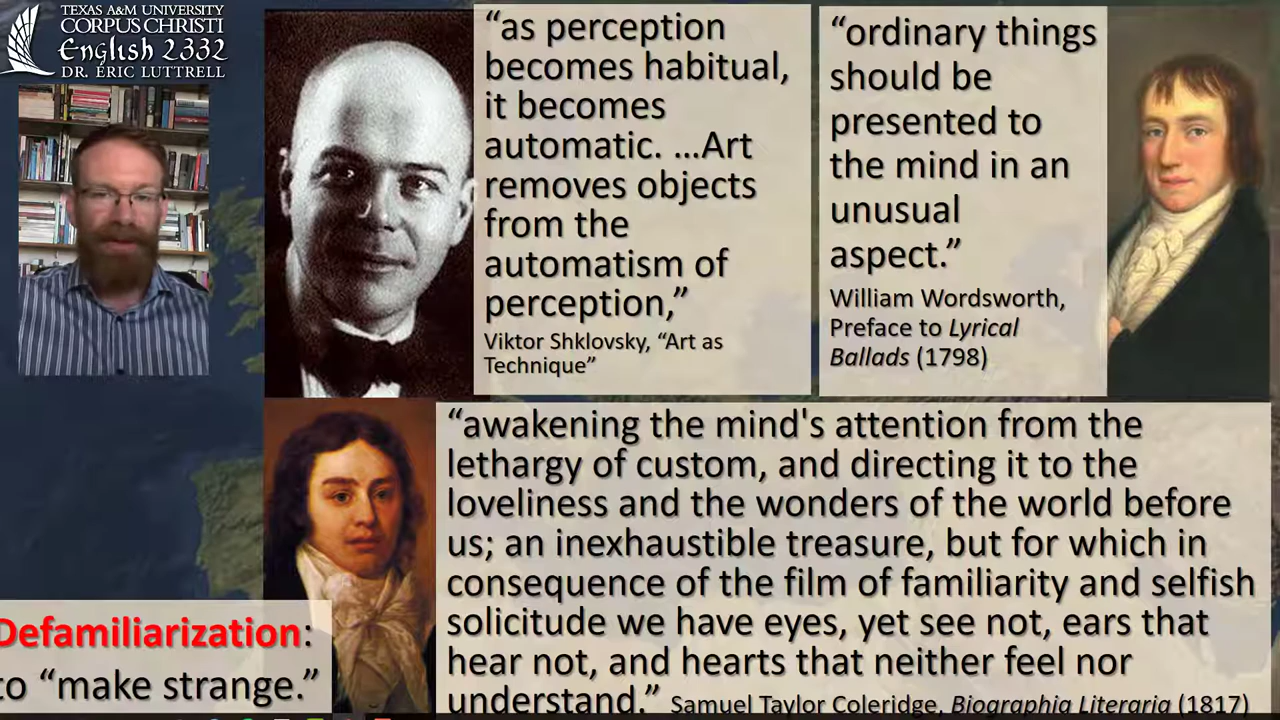 TEXAS A&M UNIVERSITY
CORPUS CHRISTI
English 2332
DR. ERIC LUTTRELL
“as perception
becomes habitual,
it becomes
automatic. ...Art
removes objects
from the
automatism of
perception,”
Viktor Shklovsky, “Art as
Technique”
“ordinary things
should be
presented to
the mind in an
unusual
aspect.”
William Wordsworth,
Preface to Lyrical
Ballads (1798)
“awakening the mind's attention from the
lethargy of custom, and directing it to the
loveliness and the wonders of the world before
us; an inexhaustible treasure, but for which in
consequence of the film of familiarity and selfish
solicitude we have eyes, yet see not, ears that
hear not, and hearts that neither feel nor
understand.” Samuel Taylor Coleridge, Biographia Literaria (1817)
Defamiliarization:
to “make strange.”